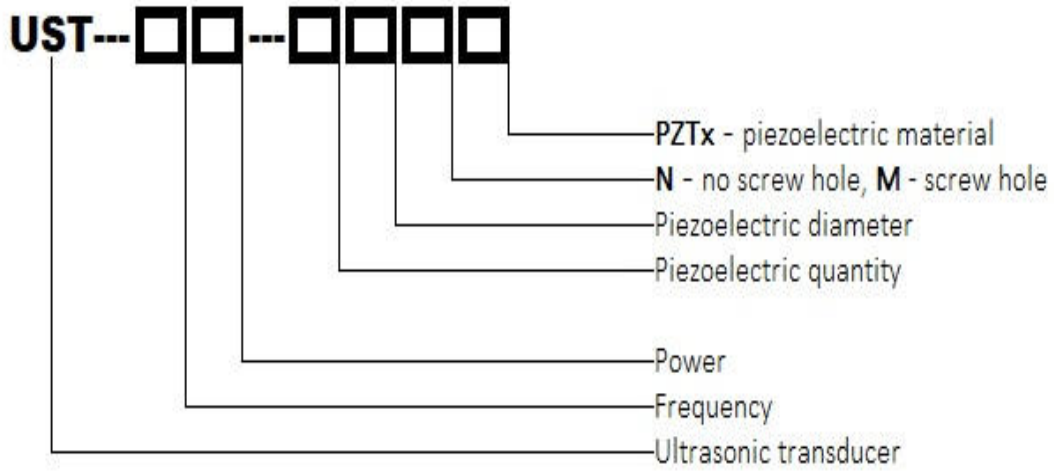 UST---□□---□□□□
PZTx - piezoelectric material
N - no screw hole, M - screw hole
Piezoelectric diameter
Piezoelectric quantity
Power
Frequency
Ultrasonic transducer